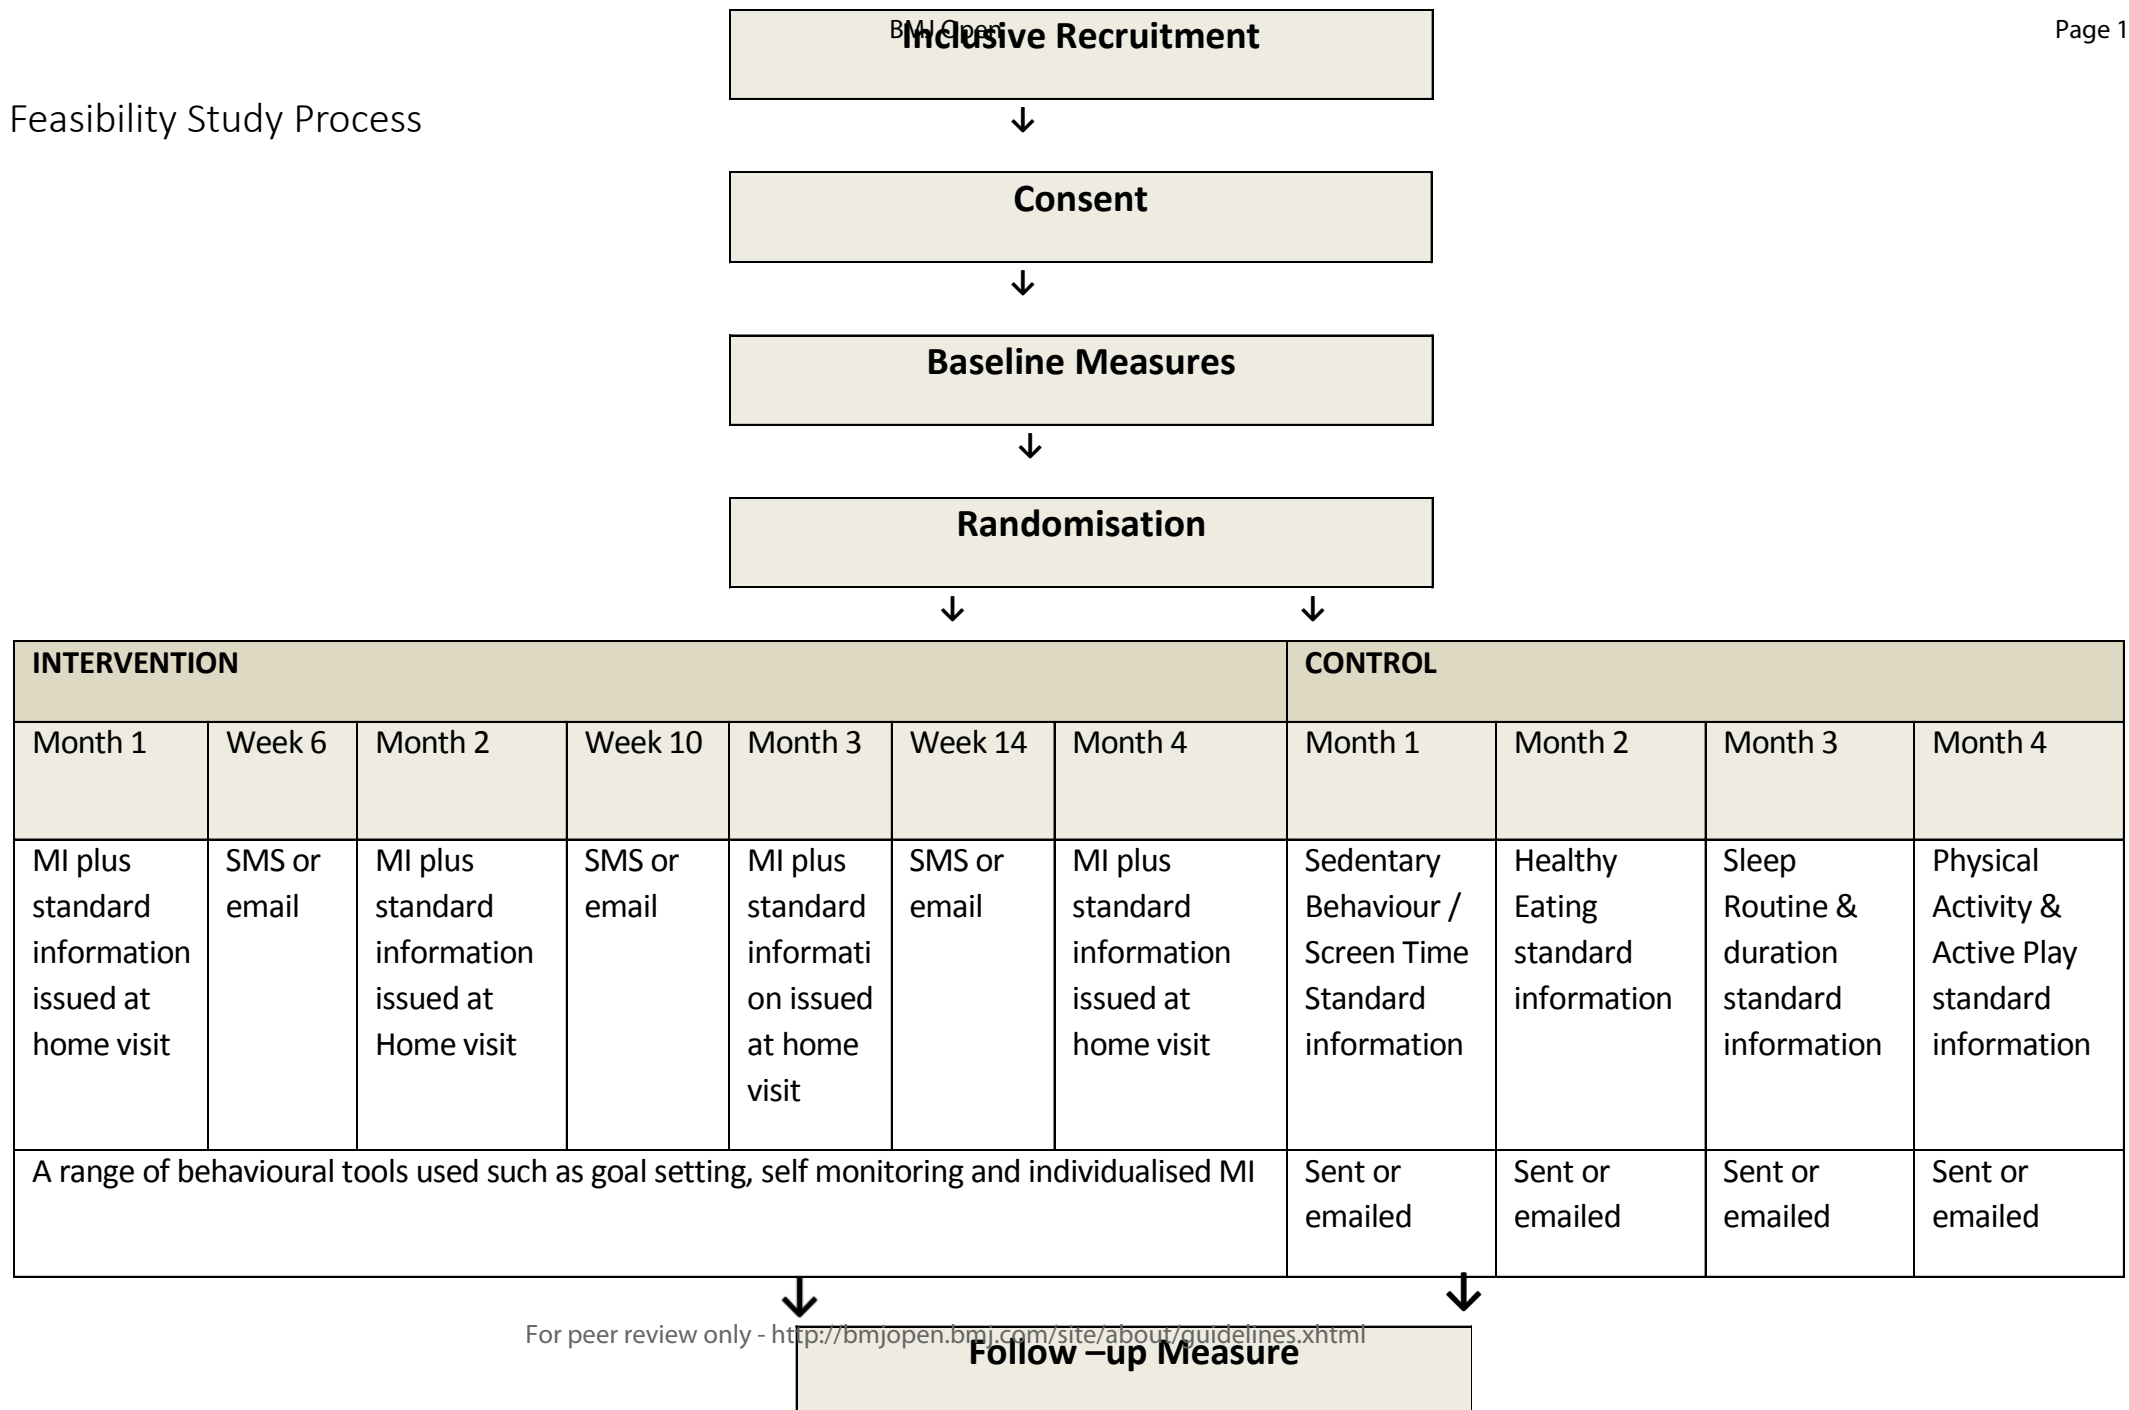 BMJ Open
Page 1
Inclusive Recruitment
Feasibility Study Process
↓
Consent
↓
Baseline Measures
↓
Randomisation
↓ ↓
INTERVENTION
CONTROL
Month 1
Week 6
Month 2
Week 10
Month 3
Week 14
Month 4
Month 1
Month 2
Month 3
Month 4
MI plus
standard
information
issued at
home visit
SMS or
email
MI plus
standard
information
issued at
Home visit
SMS or
email
MI plus
standard
informati
on issued
at home
visit
SMS or
email
MI plus
standard
information
issued at
home visit
Sedentary
Behaviour /
Screen Time
Standard
information
Healthy
Eating
standard
information
Sleep
Routine &
duration
standard
information
Physical
Activity &
Active Play
standard
information
A range of behavioural tools used such as goal setting, self monitoring and individualised MI
Sent or
emailed
Sent or
emailed
Sent or
emailed
Sent or
emailed
↓ ↓
For peer review only - http://bmjopen.bmj.com/site/about/guidelines.xhtml
Follow –up Measure